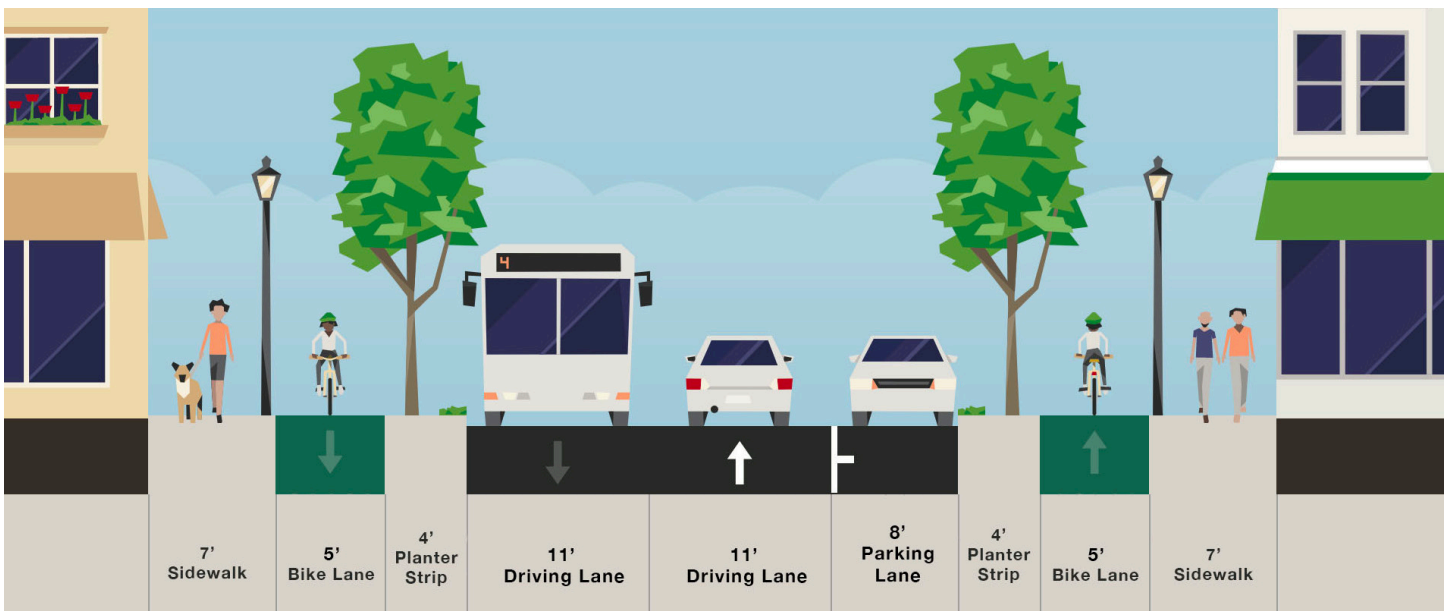 4
7’
Sidewalk
5’
Bike Lane
4’
Planter
Strip
11’
Driving Lane
11’
Driving Lane
8’
Parking
Lane
4’
Planter
Strip
5’
Bike Lane
7’
Sidewalk